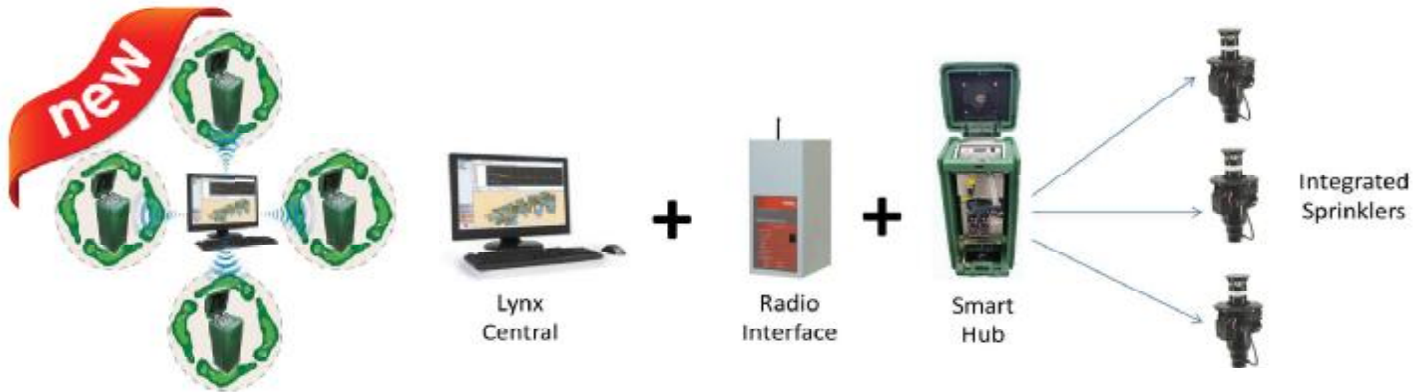 new
Lynx
Central
Radio
Interface
Smart
Hub
Integrated
Sprinklers